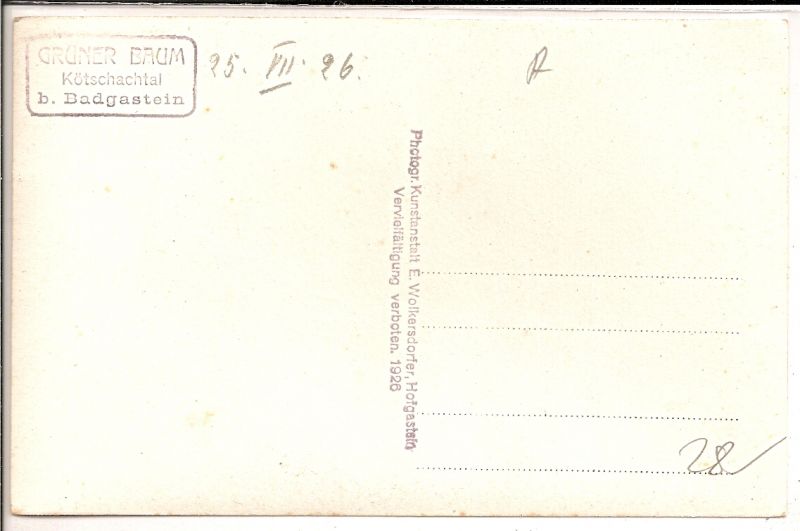 GRÜNER BAUM
Kötschachtal
b. Badgastein
25. VII. 26.
A
Photogr. Kunstanstalt E. Wolkersdorfer, Hofgastein
Vervielfältigung verboten. 1926
28